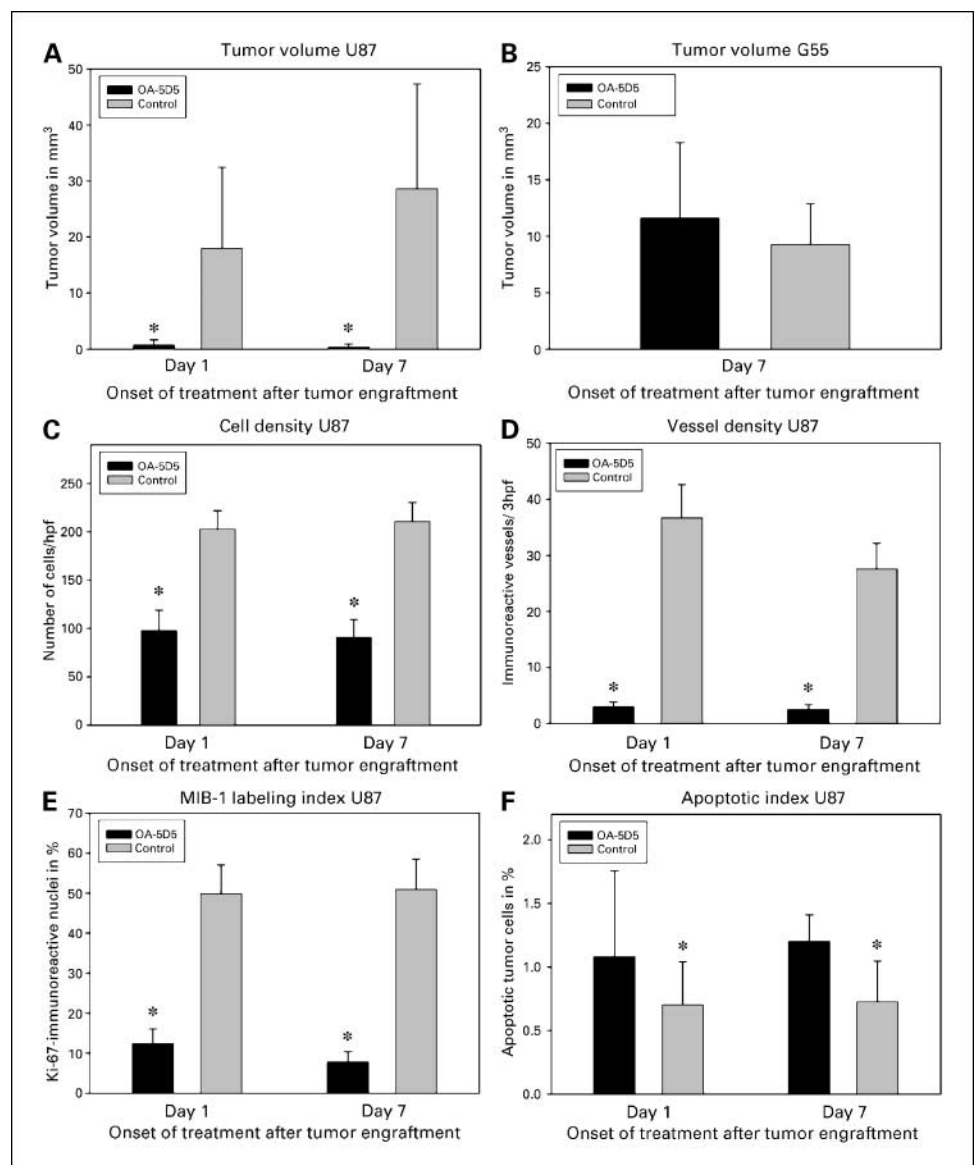 A
Tumor volume U87
OA-5D5
Control
Tumor volume in mm³
50
40
30
20
10
0
*
*
Day 1
Day 7
Onset of treatment after tumor engraftment
B
Tumor volume G55
OA-5D5
Control
Tumor volume in mm³
25
20
15
10
5
0
Day 7
Onset of treatment after tumor engraftment
C
Cell density U87
OA-5D5
Control
Number of cells/hpf
250
200
150
100
50
0
*
*
Day 1
Day 7
Onset of treatment after tumor engraftment
D
Vessel density U87
OA-5D5
Control
Immunoreactive vessels/ 3hpf
50
40
30
20
10
0
*
*
Day 1
Day 7
Onset of treatment after tumor engraftment
E
MIB-1 labeling index U87
OA-5D5
Control
Ki-67-immunoreactive nuclei in %
70
60
50
40
30
20
10
0
*
*
Day 1
Day 7
Onset of treatment after tumor engraftment
F
Apoptotic index U87
OA-5D5
Control
Apoptotic tumor cells in %
2.0
1.5
1.0
0.5
0.0
*
*
Day 1
Day 7
Onset of treatment after tumor engraftment